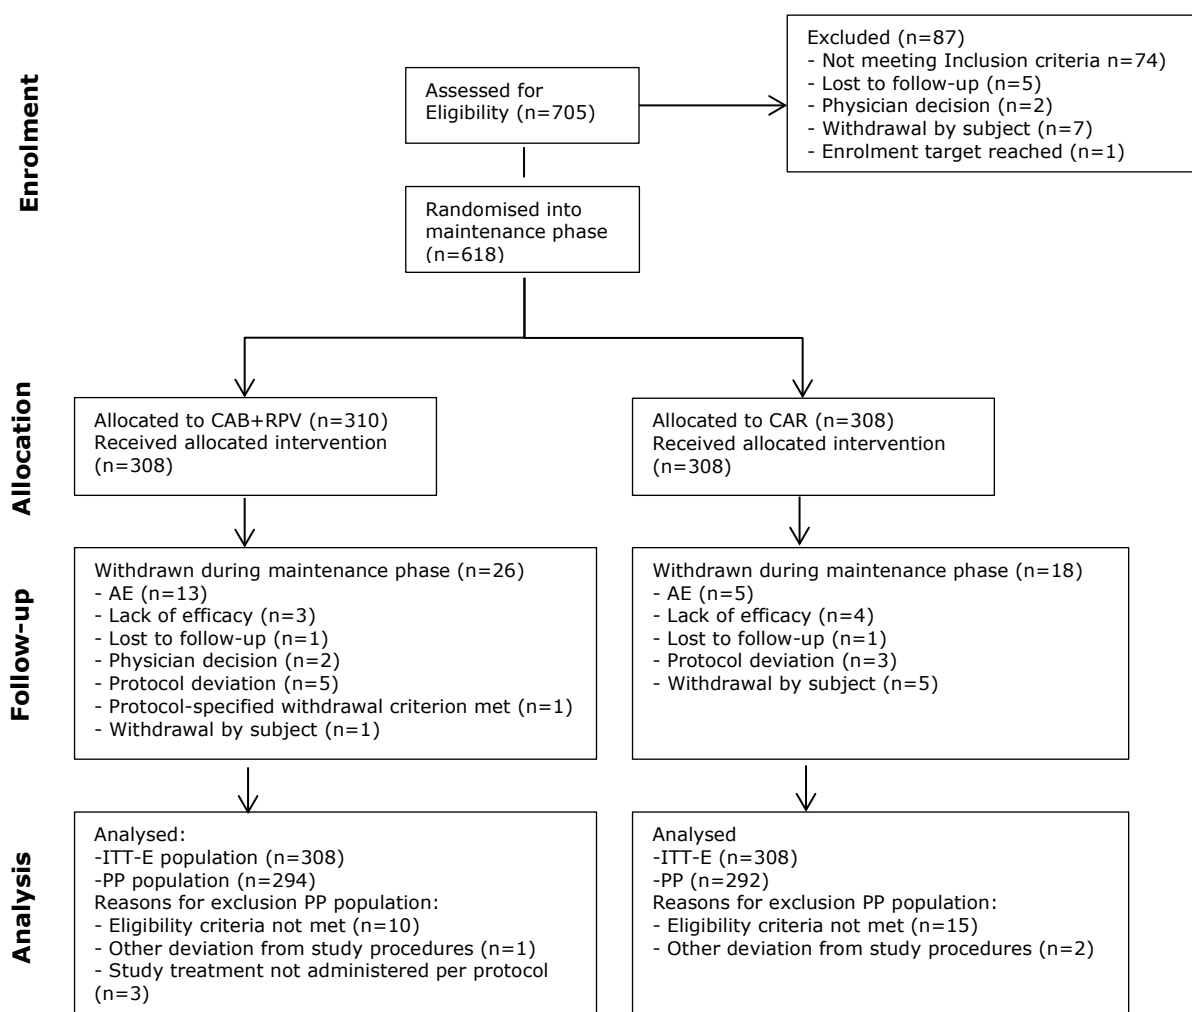 Enrolment
Assessed for
Eligibility (n=705)
Excluded (n=87)
- Not meeting Inclusion criteria n=74)
- Lost to follow-up (n=5)
- Physician decision (n=2)
- Withdrawal by subject (n=7)
- Enrolment target reached (n=1)
Randomised into
maintenance phase
(n=618)
Allocation
Allocated to CAB+RPV (n=310)
Received allocated intervention
(n=308)
Allocated to CAR (n=308)
Received allocated intervention
(n=308)
Follow-up
Withdrawn during maintenance phase (n=26)
- AE (n=13)
- Lack of efficacy (n=3)
- Lost to follow-up (n=1)
- Physician decision (n=2)
- Protocol deviation (n=5)
- Protocol-specified withdrawal criterion met (n=1)
- Withdrawal by subject (n=1)
Withdrawn during maintenance phase (n=18)
- AE (n=5)
- Lack of efficacy (n=4)
- Lost to follow-up (n=1)
- Protocol deviation (n=3)
- Withdrawal by subject (n=5)
Analysis
Analysed:
-ITT-E population (n=308)
-PP population (n=294)
Reasons for exclusion PP population:
- Eligibility criteria not met (n=10)
- Other deviation from study procedures (n=1)
- Study treatment not administered per protocol
(n=3)
Analysed
-ITT-E (n=308)
-PP (n=292)
Reasons for exclusion PP population:
- Eligibility criteria not met (n=15)
- Other deviation from study procedures (n=2)